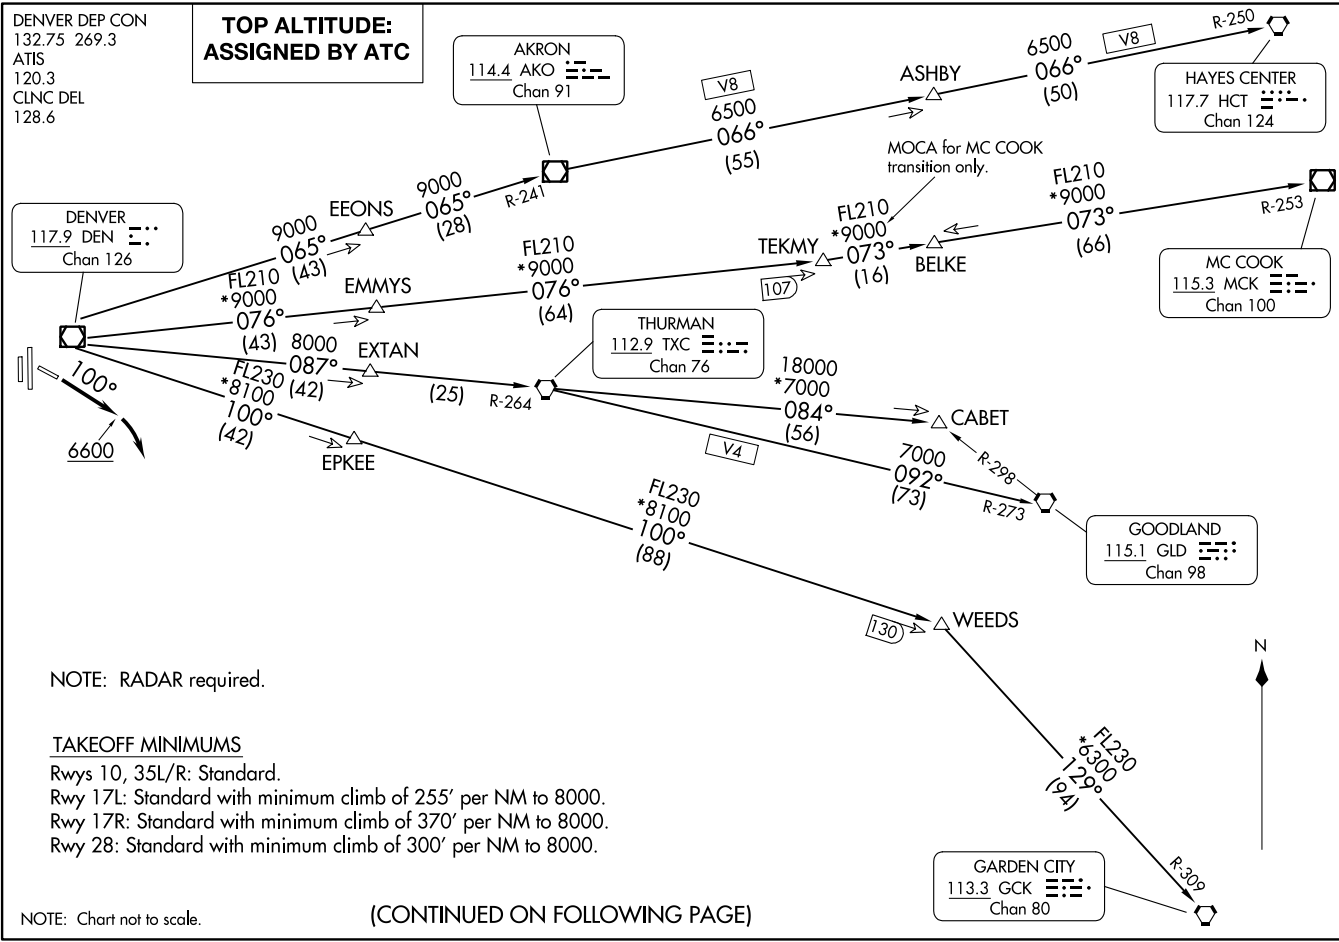 DENVER DEP CON
132.75 269.3
ATIS
120.3
CLNC DEL
128.6
TOP ALTITUDE:
ASSIGNED BY ATC
AKRON
114.4 AKO
Chan 91
V8
6500
066°
(55)
ASHBY
6500
V8
066°
(50)
R-250
HAYES CENTER
117.7 HCT
Chan 124
MOCA for MC COOK
transition only.
DENVER
117.9 DEN
Chan 126
9000
065°
(43)
EEONS
9000
065°
(28)
R-241
FL210
*9000
076°
(43)
EMMYS
FL210
*9000
076°
(64)
TEKMY
107
FL210
*9000
073°
(16)
BELKE
FL210
*9000
073°
(66)
R-253
MC COOK
115.3 MCK
Chan 100
8000
087°
(42)
EXTAN
(25)
R-264
THURMAN
112.9 TXC
Chan 76
18000
*7000
084°
(56)
CABET
V4
7000
092°
(73)
R-298
R-273
GOODLAND
115.1 GLD
Chan 98
100°
6600
FL230
*8100
100°
(42)
EPKEE
FL230
*8100
100°
(88)
130
WEEDS
FL230
*6300
129°
(94)
R-309
GARDEN CITY
113.3 GCK
Chan 80
N
NOTE: RADAR required.
TAKEOFF MINIMUMS
Rwys 10, 35L/R: Standard.
Rwy 17L: Standard with minimum climb of 255' per NM to 8000.
Rwy 17R: Standard with minimum climb of 370' per NM to 8000.
Rwy 28: Standard with minimum climb of 300' per NM to 8000.
NOTE: Chart not to scale.
(CONTINUED ON FOLLOWING PAGE)